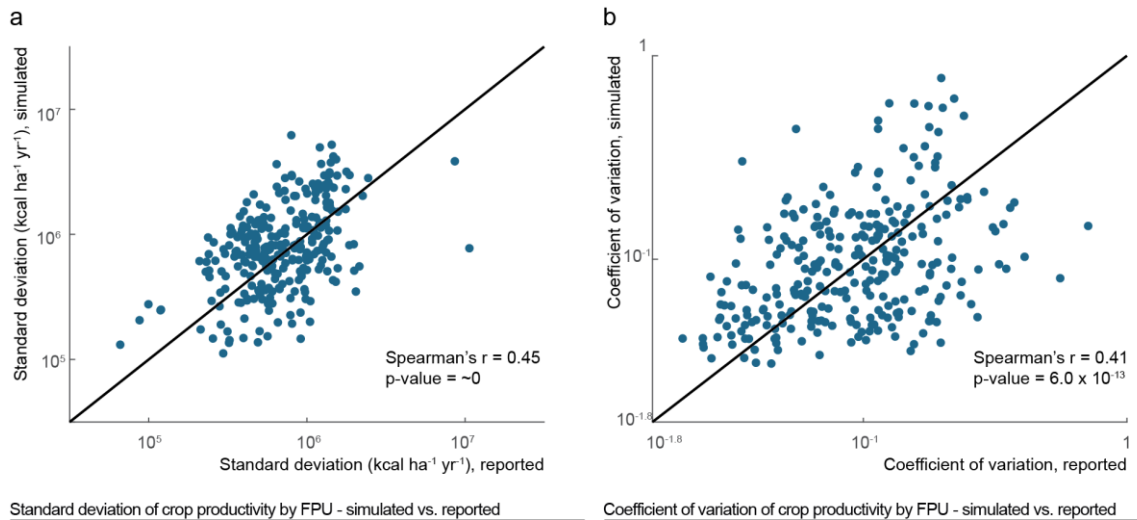 a
Standard deviation (kcal ha⁻¹ yr⁻¹), simulated
10⁷
10⁶
10⁵
Spearman's r = 0.45
p-value = ~0
10⁵ 10⁶ 10⁷
Standard deviation (kcal ha⁻¹ yr⁻¹), reported
Standard deviation of crop productivity by FPU - simulated vs. reported
b
Coefficient of variation, simulated
1
10⁻¹
10⁻¹·⁸
Spearman's r = 0.41
p-value = 6.0 x 10⁻¹³
10⁻¹·⁸ 10⁻¹ 1
Coefficient of variation, reported
Coefficient of variation of crop productivity by FPU - simulated vs. reported